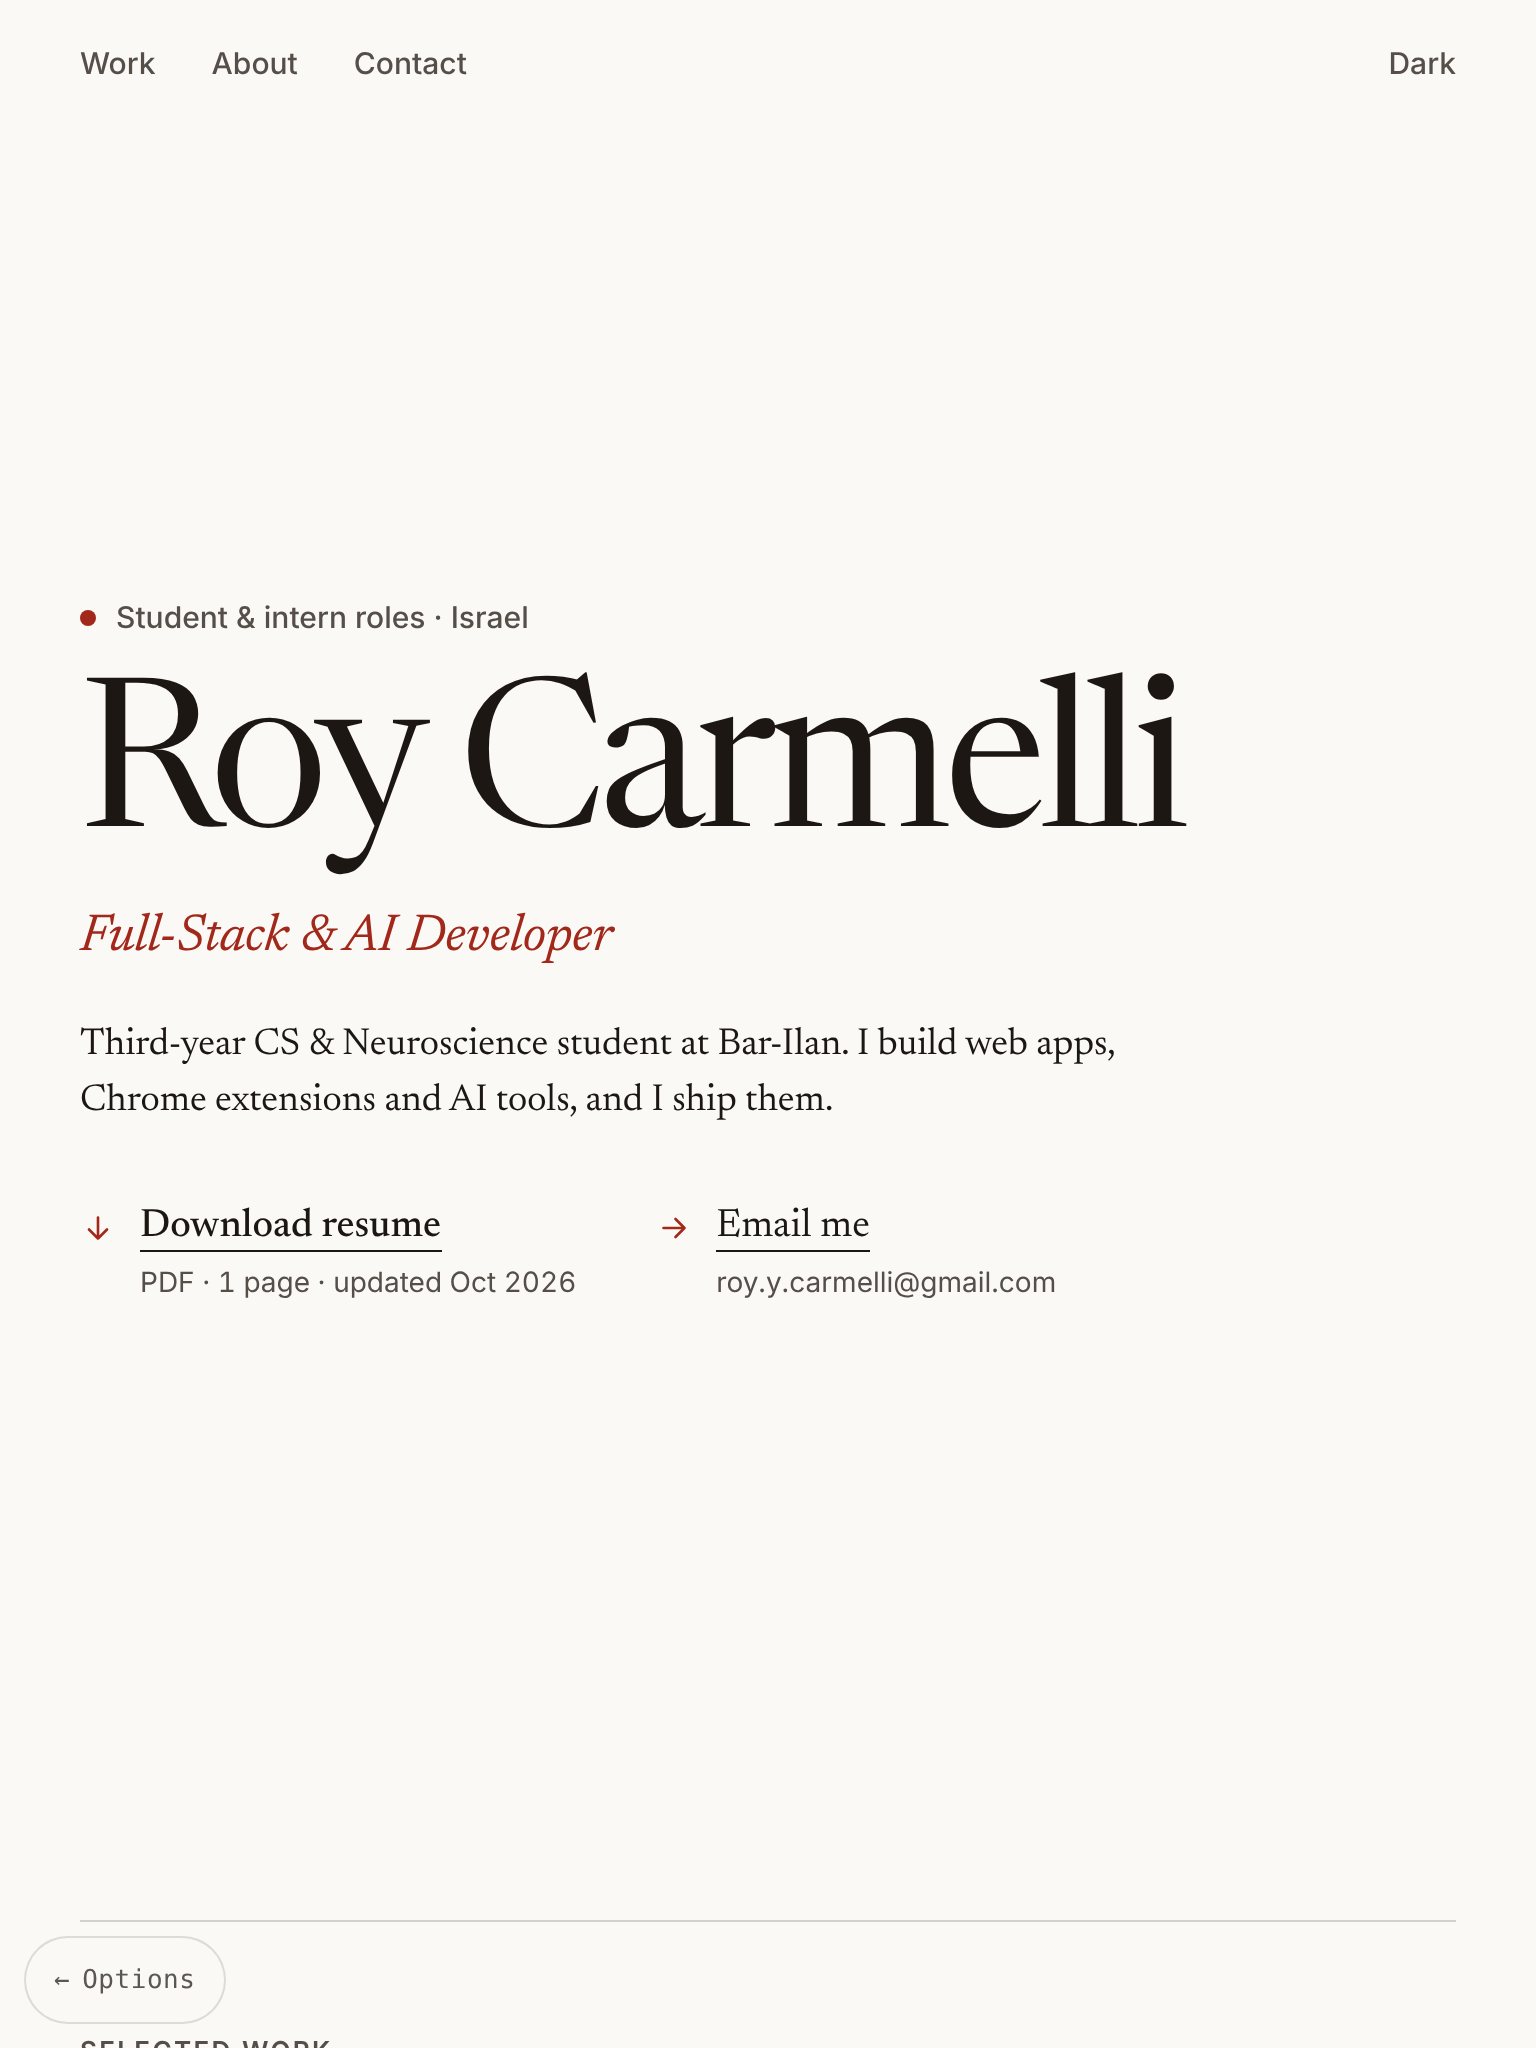 Work About Contact Dark
Student & intern roles · Israel
Roy Carmelli
Full-Stack & AI Developer
Third-year CS & Neuroscience student at Bar-Ilan. I build web apps,
Chrome extensions and AI tools, and I ship them.
↓ Download resume → Email me
PDF · 1 page · updated Oct 2026 roy.y.carmelli@gmail.com
← Options
SELECTED WORK